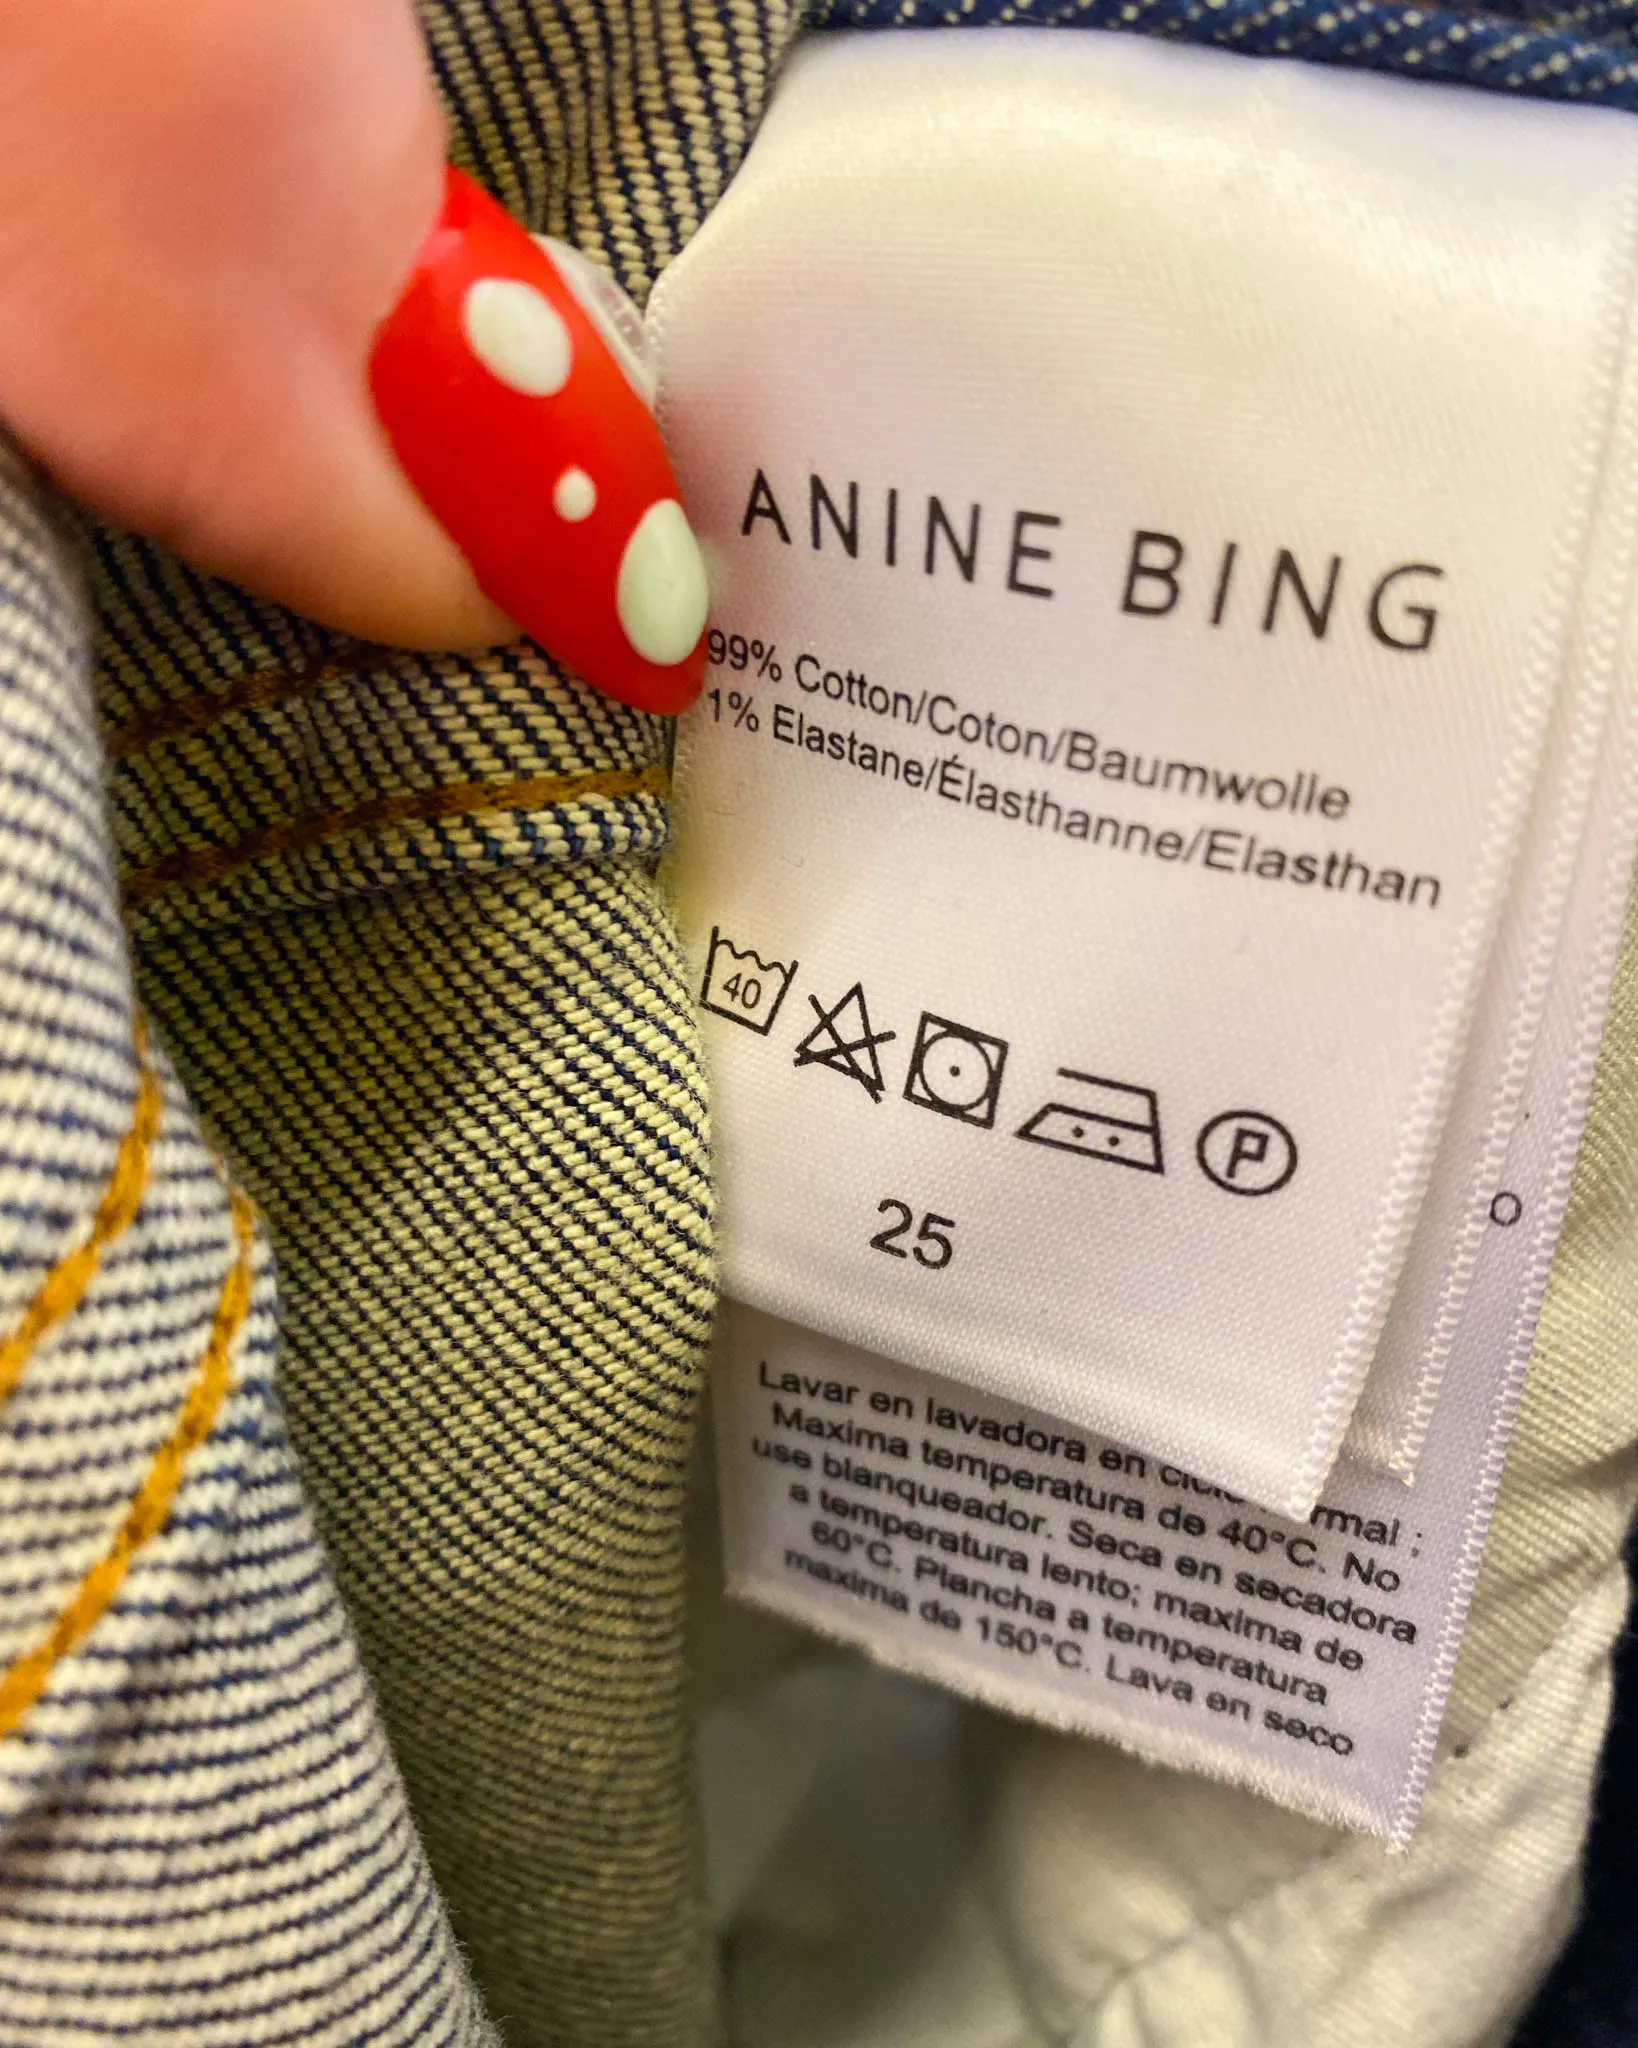 ANINE BING
99% Cotton/Coton/Baumwolle
1% Elastane/Élasthanne/Elasthan
40
P
25
Lavar en lavadora en rmal ;
Maxima temperatura de 40°C. No
use blanqueador. Seca en secadora
a temperatura lento; maxima de
60°C. Plancha a temperatura
maxima de 150°C. Lava en seco
O